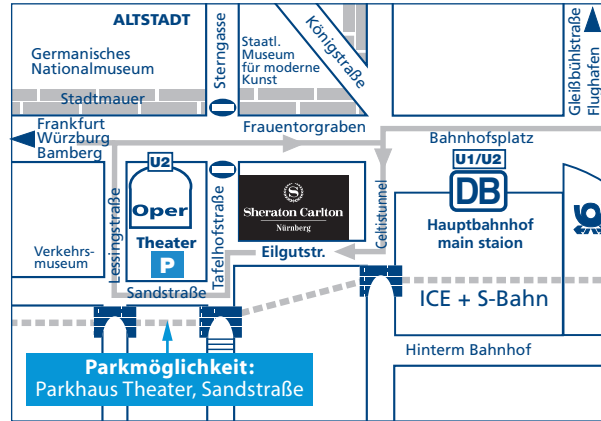 ALTSTADT
Germanisches
Nationalmuseum
Stadtmauer
Sterngasse
Staatl.
Museum
für moderne
Kunst
Königstraße
Gleißbühlstraße
Flughafen
Frankfurt
Würzburg
Bamberg
Frauentorgraben
Bahnhofsplatz
U2
U1/U2
Oper
Theater
P
Lessingstraße
Tafelhofstraße
S
Sheraton Carlton
Nürnberg
Celtistunnel
DB
Hauptbahnhof
main staion
Verkehrs-
museum
Eilgutstr.
Sandstraße
ICE + S-Bahn
Hinterm Bahnhof
Parkmöglichkeit:
Parkhaus Theater, Sandstraße